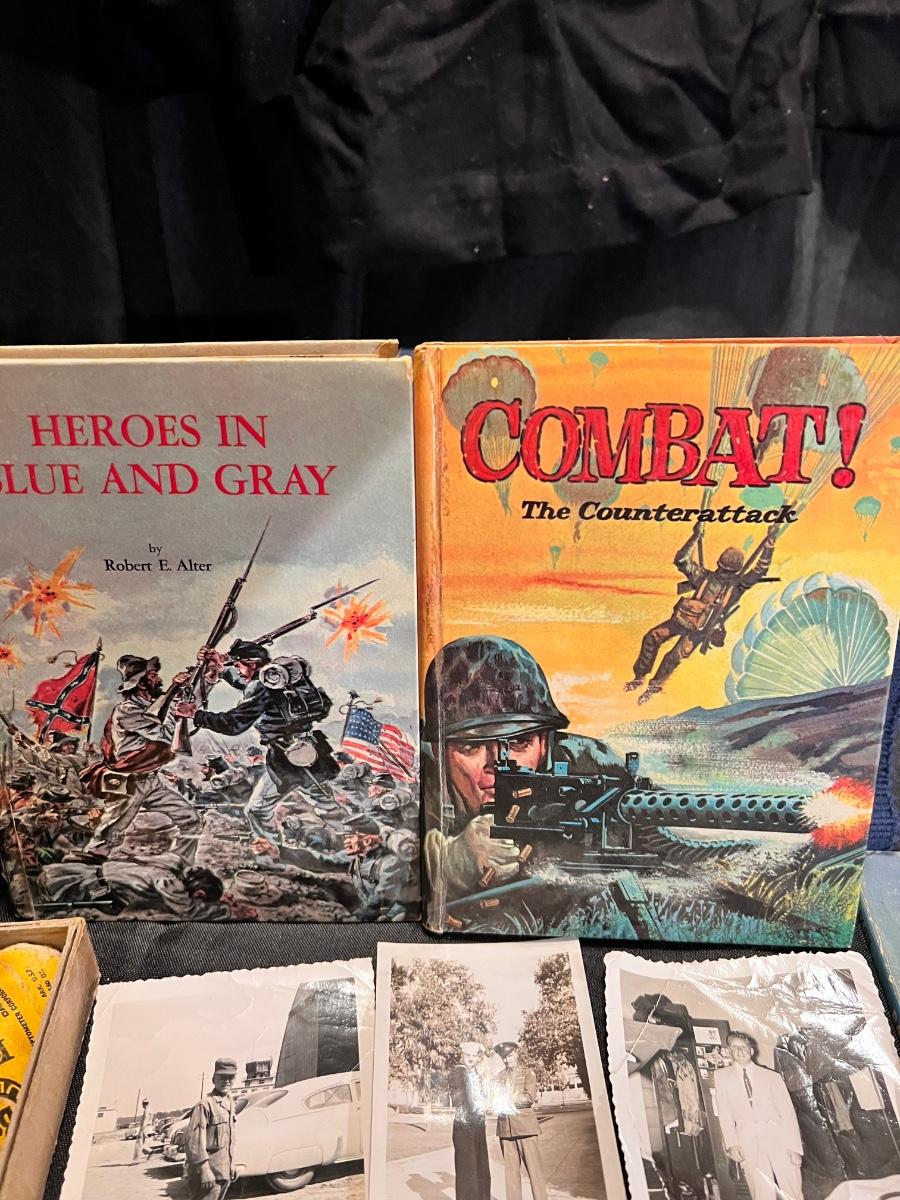 HEROES IN
BLUE AND GRAY
by
Robert E. Alter
COMBAT!
The Counterattack